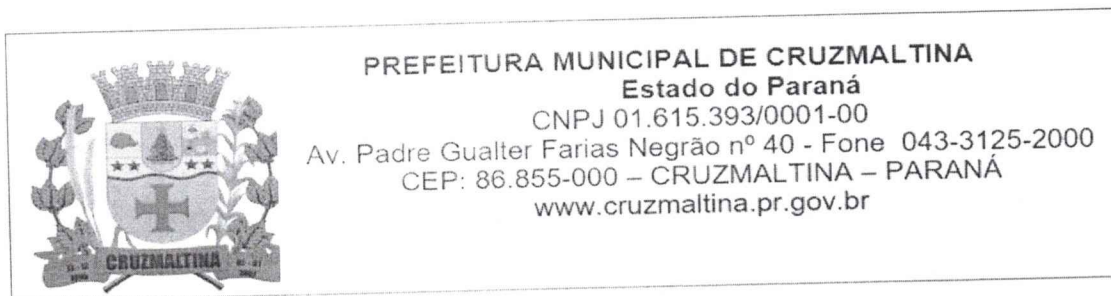 PREFEITURA MUNICIPAL DE CRUZMALTINA
Estado do Paraná
CNPJ 01.615.393/0001-00
Av. Padre Gualter Farias Negrão nº 40 - Fone 043-3125-2000
CEP: 86.855-000 – CRUZMALTINA – PARANÁ
www.cruzmaltina.pr.gov.br
CRUZMALTINA